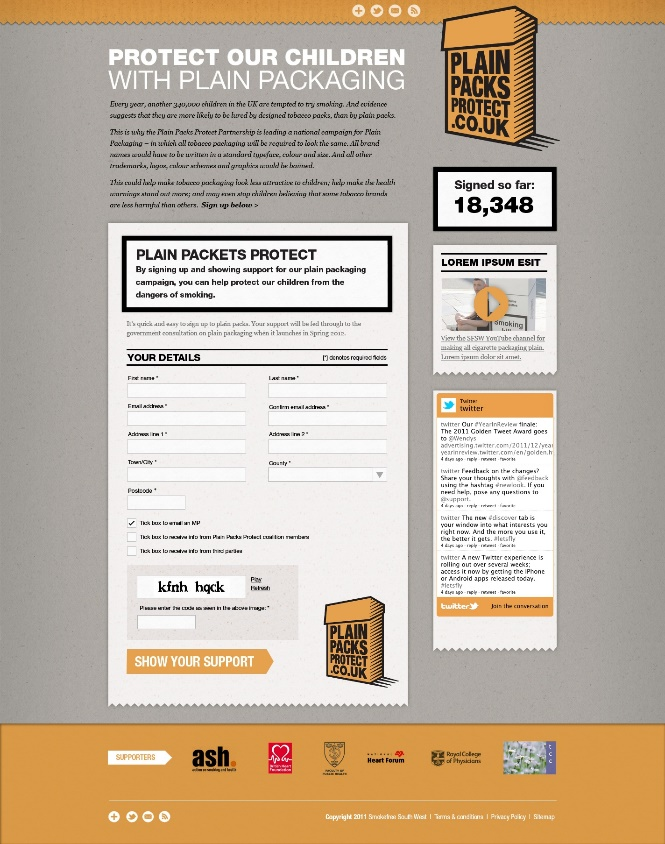 PROTECT OUR CHILDREN
WITH PLAIN PACKAGING
Every year, another 340,000 children in the UK are tempted to try smoking. And evidence
suggests that they are more likely to be lured by designed tobacco packs, than by plain packs.
This is why the Plain Packs Protect Partnership is leading a national campaign for Plain
Packaging – in which all tobacco packaging will be required to look the same. All brand
names would have to be written in a standard typeface, colour and size. And all other
trademarks, logos, colour schemes and graphics would be banned.
This could help make tobacco packaging look less attractive to children; help make the health
warnings stand out more; and may even stop children believing that some tobacco brands
are less harmful than others. Sign up below >
PLAIN
PACKS
PROTECT
.CO.UK
Signed so far:
18,348
PLAIN PACKETS PROTECT
By signing up and showing support for our plain packaging
campaign, you can help protect our children from the
dangers of smoking.
It's quick and easy to sign up to plain packs. Your support will be fed through to the
government consultation on plain packaging when it launches in Spring 2012.
YOUR DETAILS
[*] denotes required fields
First name *
Last name *
Email address *
Confirm email address *
Address line 1 *
Address line 2 *
Town/City *
County *
Postcode *
Tick box to email an MP
Tick box to receive info from Plain Packs Protect coalition members
Tick box to receive info from third parties
kfnh hqck
Play
Refresh
Please enter the code as seen in the above image: *
SHOW YOUR SUPPORT
PLAIN
PACKS
PROTECT
.CO.UK
LOREM IPSUM ESIT
Smoking
View the SFSW YouTube channel for
making all cigarette packaging plain.
Lorem ipsum dolor sit amet.
Twitter
twitter
twitter Our #YearInReview finale:
The 2011 Golden Tweet Award goes
to @Wendys
advertising.twitter.com/2011/12/year
yearinreview.twitter.com/en/golden.h
4 days ago · reply · retweet · favorite
twitter Feedback on the changes?
Share your thoughts with @feedback
using the hashtag #newlook. If you
need help, pose any questions to
@support.
4 days ago · reply · retweet · favorite
twitter The new #discover tab is
your window into what interests you
right now. And the more you use it,
the better it gets. #letsfly
4 days ago · reply · retweet · favorite
twitter A new Twitter experience is
rolling out over several weeks;
access it now by getting the iPhone
or Android apps released today.
#letsfly
4 days ago · reply · retweet · favorite
twitter
Join the conversation
SUPPORTERS
ash.
action on smoking and health
British Heart
Foundation
FACULTY OF
PUBLIC HEALTH
NATIONAL
Heart Forum
Royal College
of Physicians
Copyright 2011 Smokefree South West | Terms & conditions | Privacy Policy | Sitemap